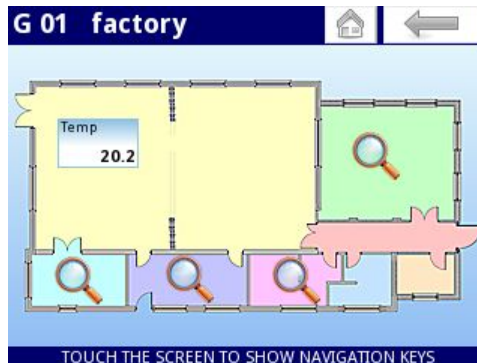 G 01 factory
Temp
20.2
TOUCH THE SCREEN TO SHOW NAVIGATION KEYS